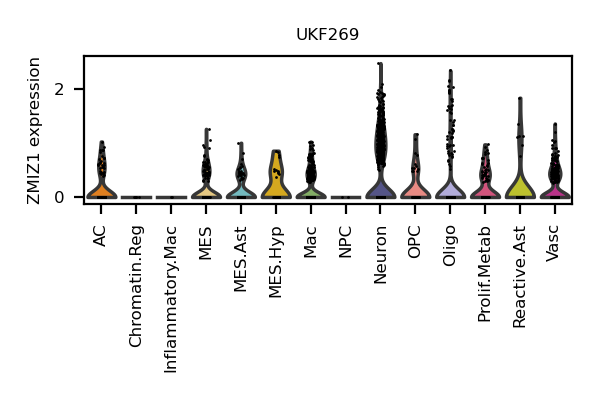 UKF269
ZMIZ1 expression
2
0
AC
Chromatin.Reg
Inflammatory.Mac
MES
MES.Ast
MES.Hyp
Mac
NPC
Neuron
OPC
Oligo
Prolif.Metab
Reactive.Ast
Vasc